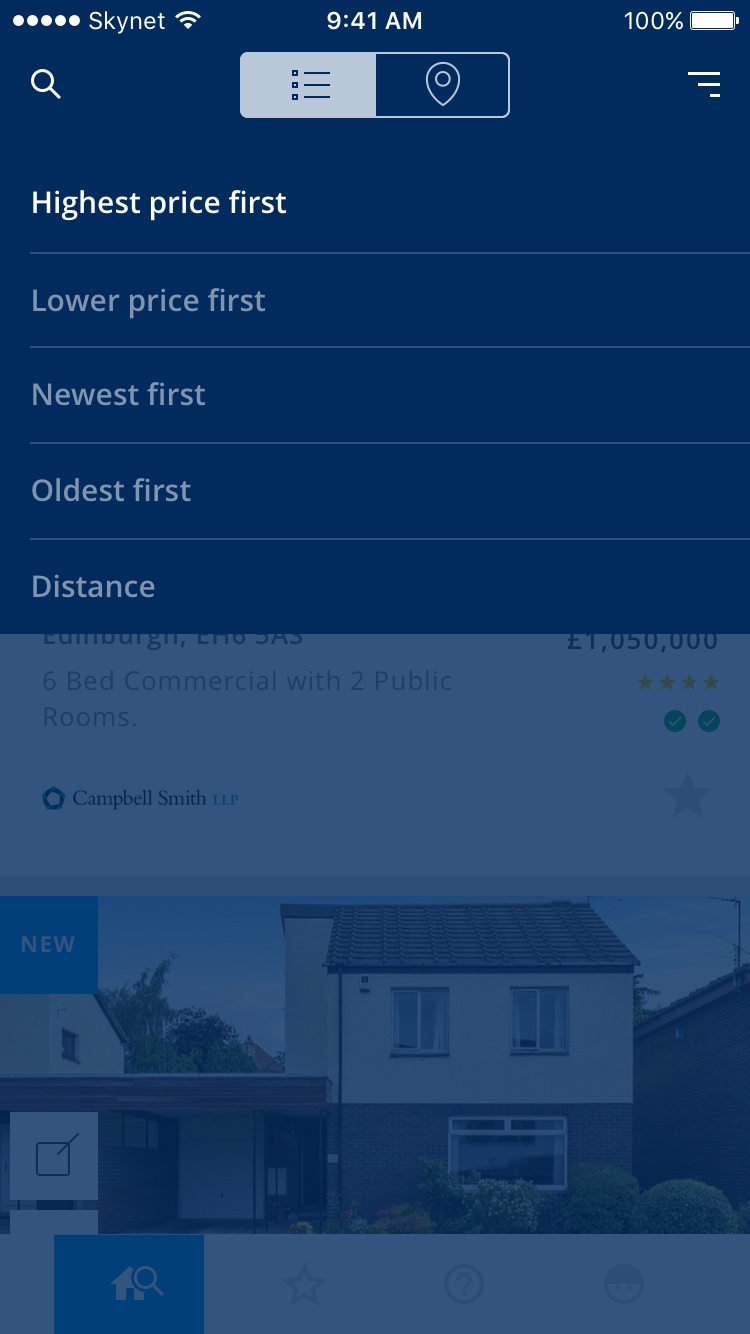 Skynet 9:41 AM 100%
Highest price first
Lower price first
Newest first
Oldest first
Distance
Edinburgh, EH6 5AS £1,050,000
6 Bed Commercial with 2 Public
Rooms.
Campbell Smith LLP
NEW
?